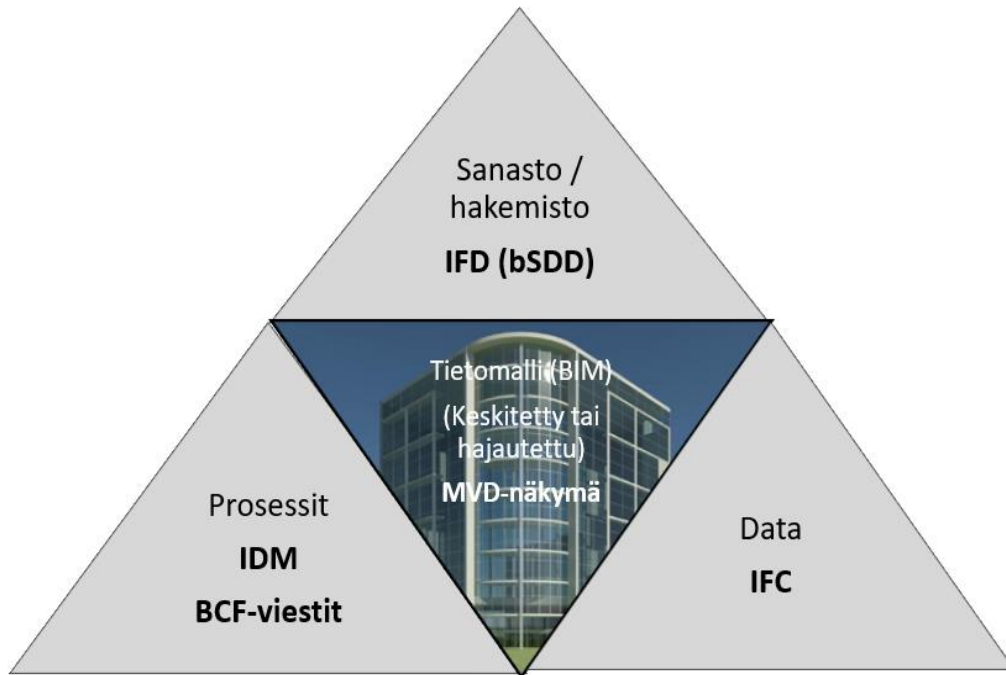 Sanasto /
hakemisto
IFD (bSDD)
Tietomalli (BIM)
(Keskitetty tai
hajautettu)
MVD-näkymä
Prosessit
IDM
BCF-viestit
Data
IFC